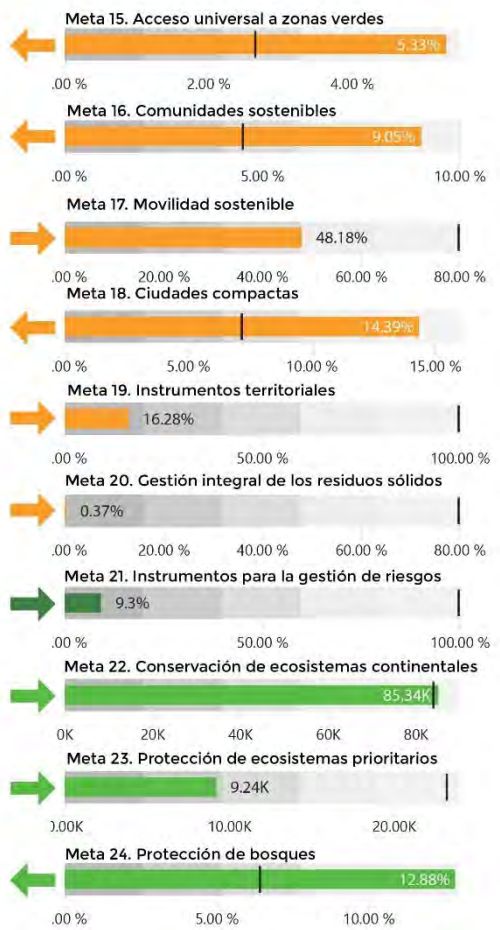 Meta 15. Acceso universal a zonas verdes
5.33%
.00 % 2.00 % 4.00 %
Meta 16. Comunidades sostenibles
9.05%
.00 % 5.00 % 10.00 %
Meta 17. Movilidad sostenible
48.18%
.00 % 20.00 % 40.00 % 60.00 % 80.00 %
Meta 18. Ciudades compactas
14.39%
.00 % 5.00 % 10.00 % 15.00 %
Meta 19. Instrumentos territoriales
16.28%
.00 % 50.00 % 100.00 %
Meta 20. Gestión integral de los residuos sólidos
0.37%
.00 % 20.00 % 40.00 % 60.00 % 80.00 %
Meta 21. Instrumentos para la gestión de riesgos
9.3%
.00 % 50.00 % 100.00 %
Meta 22. Conservación de ecosistemas continentales
85,34K
0K 20K 40K 60K 80K
Meta 23. Protección de ecosistemas prioritarios
9.24K
0.00K 10.00K 20.00K
Meta 24. Protección de bosques
12.88%
.00 % 5.00 % 10.00 %